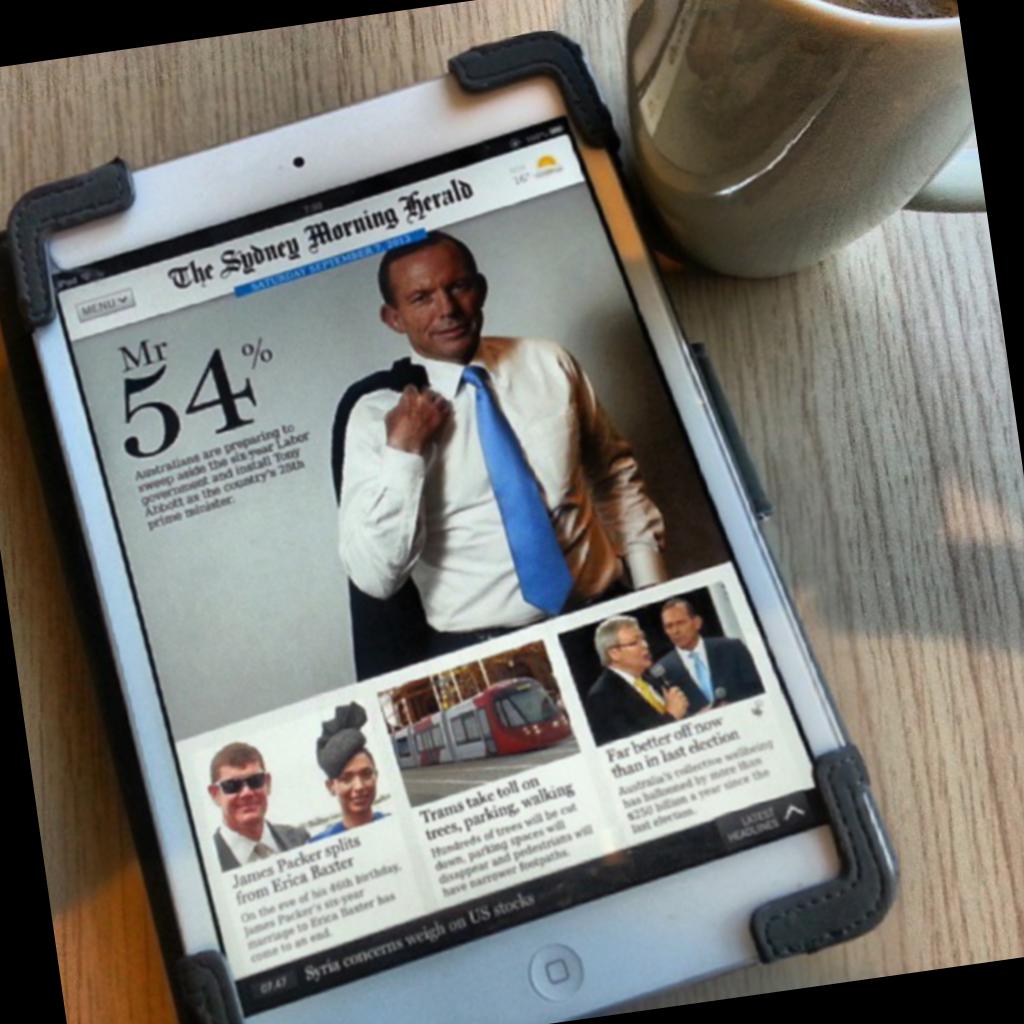 iPad
7:50
The Sydney Morning Herald
SATURDAY SEPTEMBER 7, 2013
16°
MENU
Mr
54%
Australians are preparing to
sweep aside the six-year Labor
government and install Tony
Abbott as the country's 28th
prime minister.
James Packer splits
from Erica Baxter
On the eve of his 46th birthday,
James Packer's six-year
marriage to Erica Baxter has
come to an end.
Trams take toll on
trees, parking, walking
Hundreds of trees will be cut
down, parking spaces will
disappear and pedestrians will
have narrower footpaths.
Far better off now
than in last election
Australia's collective wellbeing
has ballooned by more than
$250 billion a year since the
last election.
LATEST
HEADLINES
07.47 Syria concerns weigh on US stocks